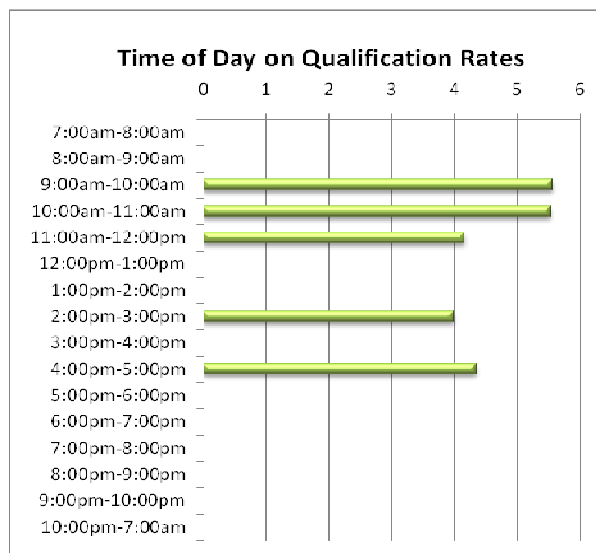 Time of Day on Qualification Rates
0 1 2 3 4 5 6
7:00am-8:00am
8:00am-9:00am
9:00am-10:00am
10:00am-11:00am
11:00am-12:00pm
12:00pm-1:00pm
1:00pm-2:00pm
2:00pm-3:00pm
3:00pm-4:00pm
4:00pm-5:00pm
5:00pm-6:00pm
6:00pm-7:00pm
7:00pm-8:00pm
8:00pm-9:00pm
9:00pm-10:00pm
10:00pm-7:00am